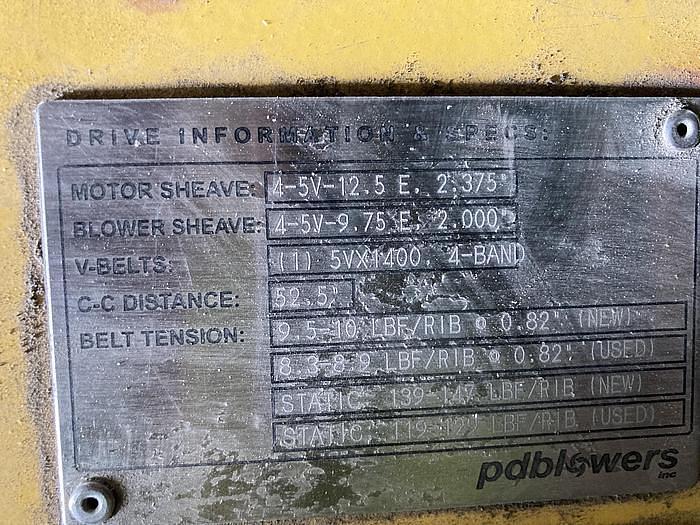 DRIVE INFORMATION & SPECS:
MOTOR SHEAVE: 4-5V-12.5 E, 2.375"
BLOWER SHEAVE: 4-5V-9.75 E, 2.000"
V-BELTS: (1) 5VX1400, 4-BAND
C-C DISTANCE: 52.5"
BELT TENSION: 9.5-10 LBF/RIB @ 0.82" (NEW)
8.3-8.9 LBF/RIB @ 0.82" (USED)
STATIC, 139-147 LBF/RIB (NEW)
STATIC, 119-127 LBF/RIB (USED)
pdblowers inc